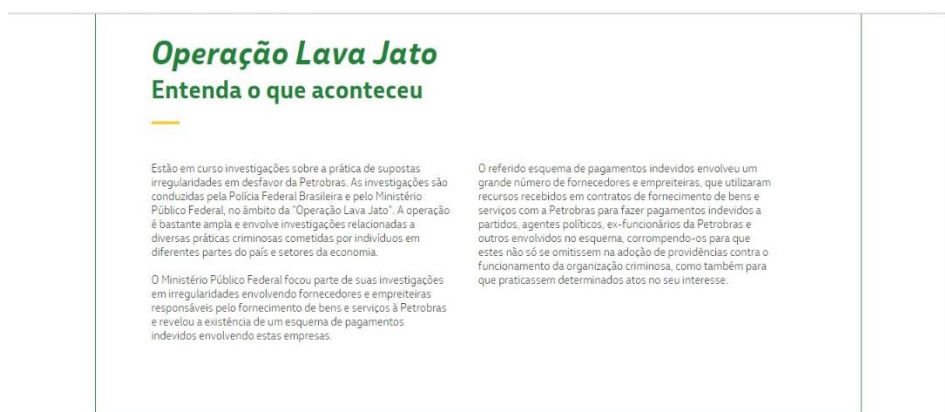 Operação Lava Jato
Entenda o que aconteceu
Estão em curso investigações sobre a prática de supostas
irregularidades em desfavor da Petrobras. As investigações são
conduzidas pela Polícia Federal Brasileira e pelo Ministério
Público Federal, no âmbito da "Operação Lava Jato". A operação
é bastante ampla e envolve investigações relacionadas a
diversas práticas criminosas cometidas por indivíduos em
diferentes partes do país e setores da economia.
O Ministério Público Federal focou parte de suas investigações
em irregularidades envolvendo fornecedores e empreiteiras
responsáveis pelo fornecimento de bens e serviços à Petrobras
e revelou a existência de um esquema de pagamentos
indevidos envolvendo estas empresas.
O referido esquema de pagamentos indevidos envolveu um
grande número de fornecedores e empreiteiras, que utilizaram
recursos recebidos em contratos de fornecimento de bens e
serviços com a Petrobras para fazer pagamentos indevidos a
partidos, agentes políticos, ex-funcionários da Petrobras e
outros envolvidos no esquema, corrompendo-os para que
estes não só se omitissem na adoção de providências contra o
funcionamento da organização criminosa, como também para
que praticassem determinados atos no seu interesse.